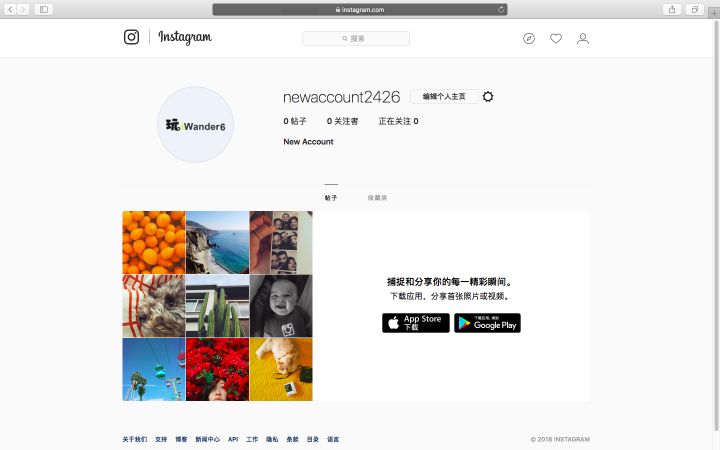 instagram.com
Instagram
搜索
newaccount2426
编辑个人主页
0 帖子 0 关注者 正在关注 0
玩 Wander6
New Account
帖子 收藏夹
捕捉和分享你的每一精彩瞬间。
下载应用，分享首张照片或视频。
App Store
下载
下载应用，请到
Google Play
关于我们 支持 博客 新闻中心 API 工作 隐私 条款 目录 语言
© 2018 INSTAGRAM